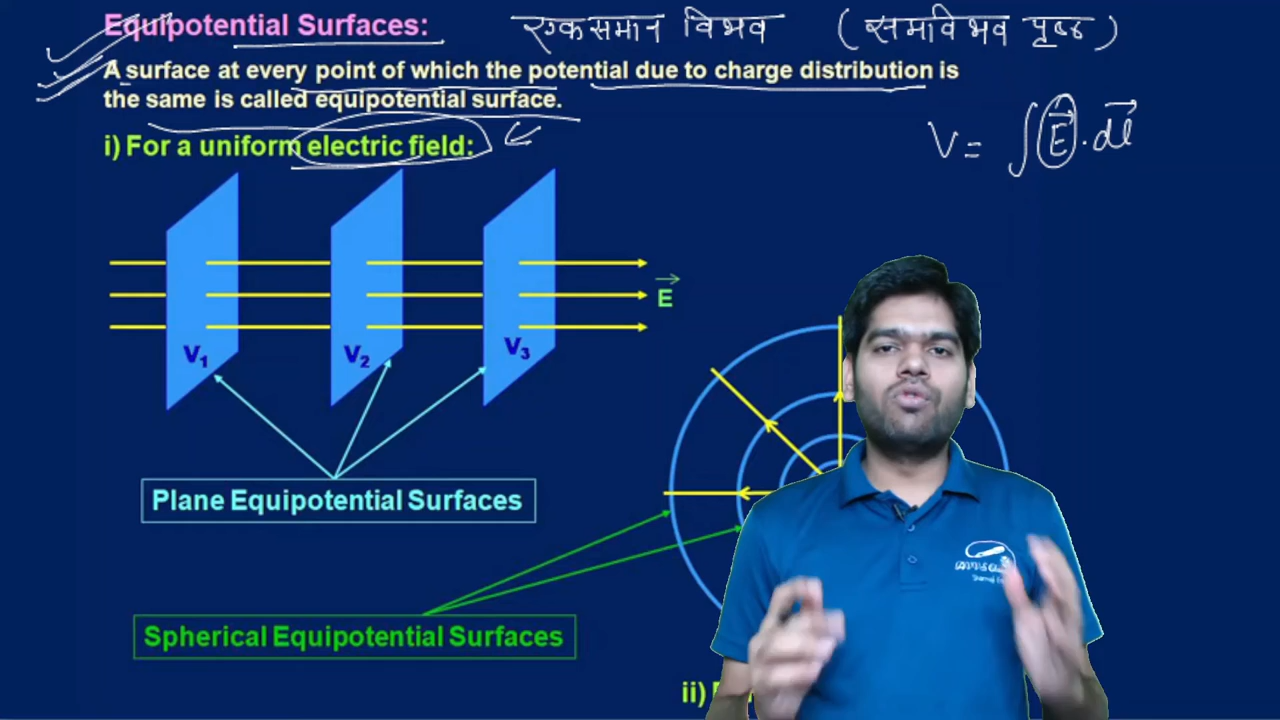 Equipotential Surfaces: एकसमान विभव (समविभव पृष्ठ)
A surface at every point of which the potential due to charge distribution is
the same is called equipotential surface.
V = ∫ E⃗ . dl⃗
i) For a uniform electric field:
E⃗
V₁ V₂ V₃
Plane Equipotential Surfaces
Spherical Equipotential Surfaces
ii)